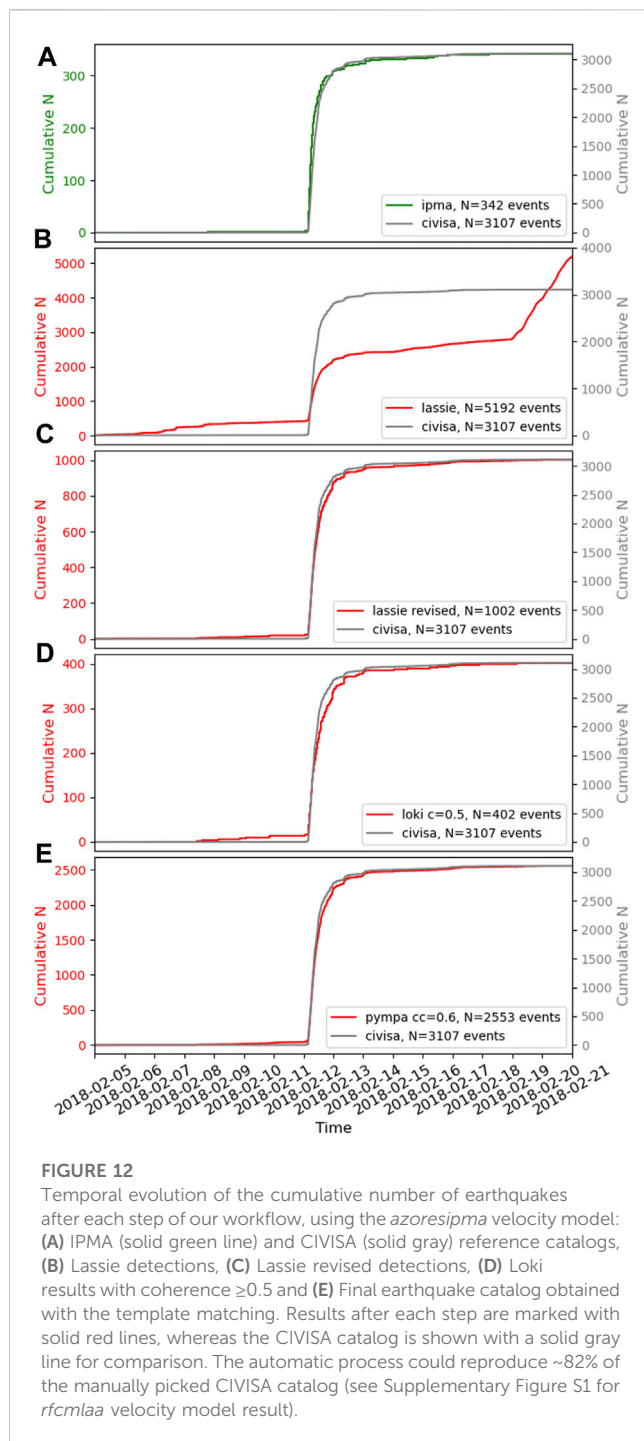 A
Cumulative N
300
200
100
0
3000
2500
2000
1500
1000
500
0
Cumulative N
ipma, N=342 events
civisa, N=3107 events
B
Cumulative N
5000
4000
3000
2000
1000
0
4000
3000
2000
1000
0
Cumulative N
lassie, N=5192 events
civisa, N=3107 events
C
Cumulative N
1000
800
600
400
200
0
3000
2500
2000
1500
1000
500
0
Cumulative N
lassie revised, N=1002 events
civisa, N=3107 events
D
Cumulative N
400
300
200
100
0
3000
2500
2000
1500
1000
500
0
Cumulative N
loki c=0.5, N=402 events
civisa, N=3107 events
E
Cumulative N
2500
2000
1500
1000
500
0
3000
2500
2000
1500
1000
500
0
Cumulative N
pympa cc=0.6, N=2553 events
civisa, N=3107 events
2018-02-05
2018-02-06
2018-02-07
2018-02-08
2018-02-09
2018-02-10
2018-02-11
2018-02-12
2018-02-13
2018-02-14
2018-02-15
2018-02-16
2018-02-17
2018-02-18
2018-02-19
2018-02-20
2018-02-21
Time
FIGURE 12
Temporal evolution of the cumulative number of earthquakes
after each step of our workflow, using the azoresipma velocity model:
(A) IPMA (solid green line) and CIVISA (solid gray) reference catalogs,
(B) Lassie detections, (C) Lassie revised detections, (D) Loki
results with coherence ≥0.5 and (E) Final earthquake catalog obtained
with the template matching. Results after each step are marked with
solid red lines, whereas the CIVISA catalog is shown with a solid gray
line for comparison. The automatic process could reproduce ~82% of
the manually picked CIVISA catalog (see Supplementary Figure S1 for
rfcmlaa velocity model result).